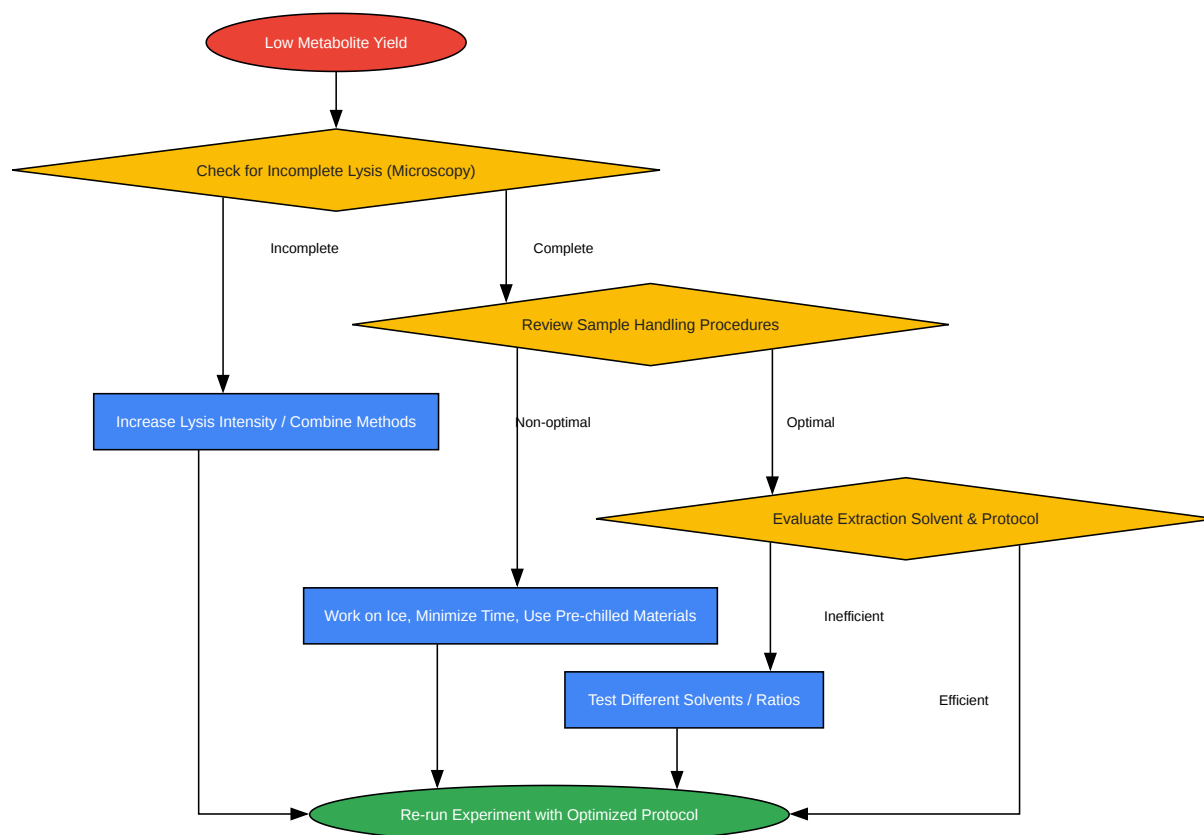 Low Metabolite Yield
Check for Incomplete Lysis (Microscopy)
Incomplete
Complete
Review Sample Handling Procedures
Increase Lysis Intensity / Combine Methods
Non-optimal
Optimal
Evaluate Extraction Solvent & Protocol
Work on Ice, Minimize Time, Use Pre-chilled Materials
Inefficient
Test Different Solvents / Ratios
Efficient
Re-run Experiment with Optimized Protocol